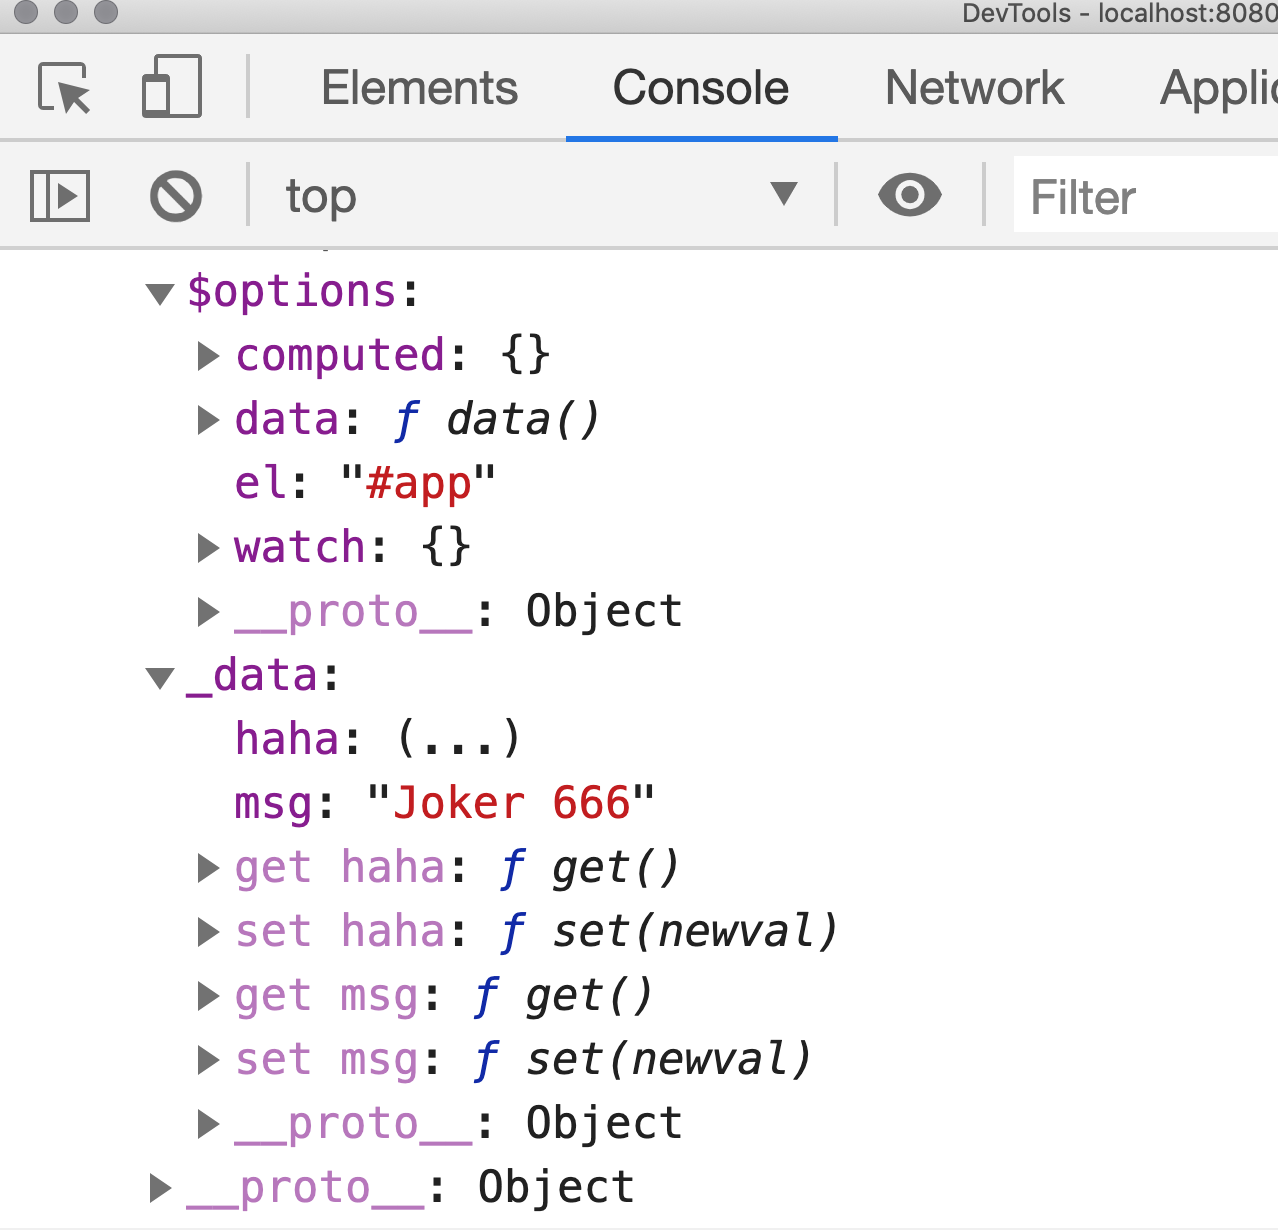 DevTools - localhost:8080
Elements Console Network Applic
top Filter
$options:
computed: {}
data: ƒ data()
el: "#app"
watch: {}
__proto__: Object
_data:
haha: (...)
msg: "Joker 666"
get haha: ƒ get()
set haha: ƒ set(newval)
get msg: ƒ get()
set msg: ƒ set(newval)
__proto__: Object
__proto__: Object